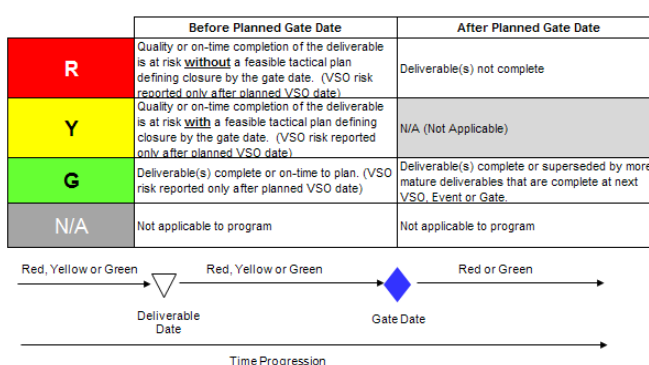 Before Planned Gate Date
After Planned Gate Date
R
Quality or on-time completion of the deliverable
is at risk without a feasible tactical plan
defining closure by the gate date. (VSO risk
reported only after planned VSO date)
Deliverable(s) not complete
Y
Quality or on-time completion of the deliverable
is at risk with a feasible tactical plan defining
closure by the gate date. (VSO risk reported
only after planned VSO date)
N/A (Not Applicable)
G
Deliverable(s) complete or on-time to plan. (VSO
risk reported only after planned VSO date)
Deliverable(s) complete or superseded by more
mature deliverables that are complete at next
VSO, Event or Gate.
N/A
Not applicable to program
Not applicable to program
Red, Yellow or Green
Red, Yellow or Green
Red or Green
Deliverable
Date
Gate Date
Time Progression